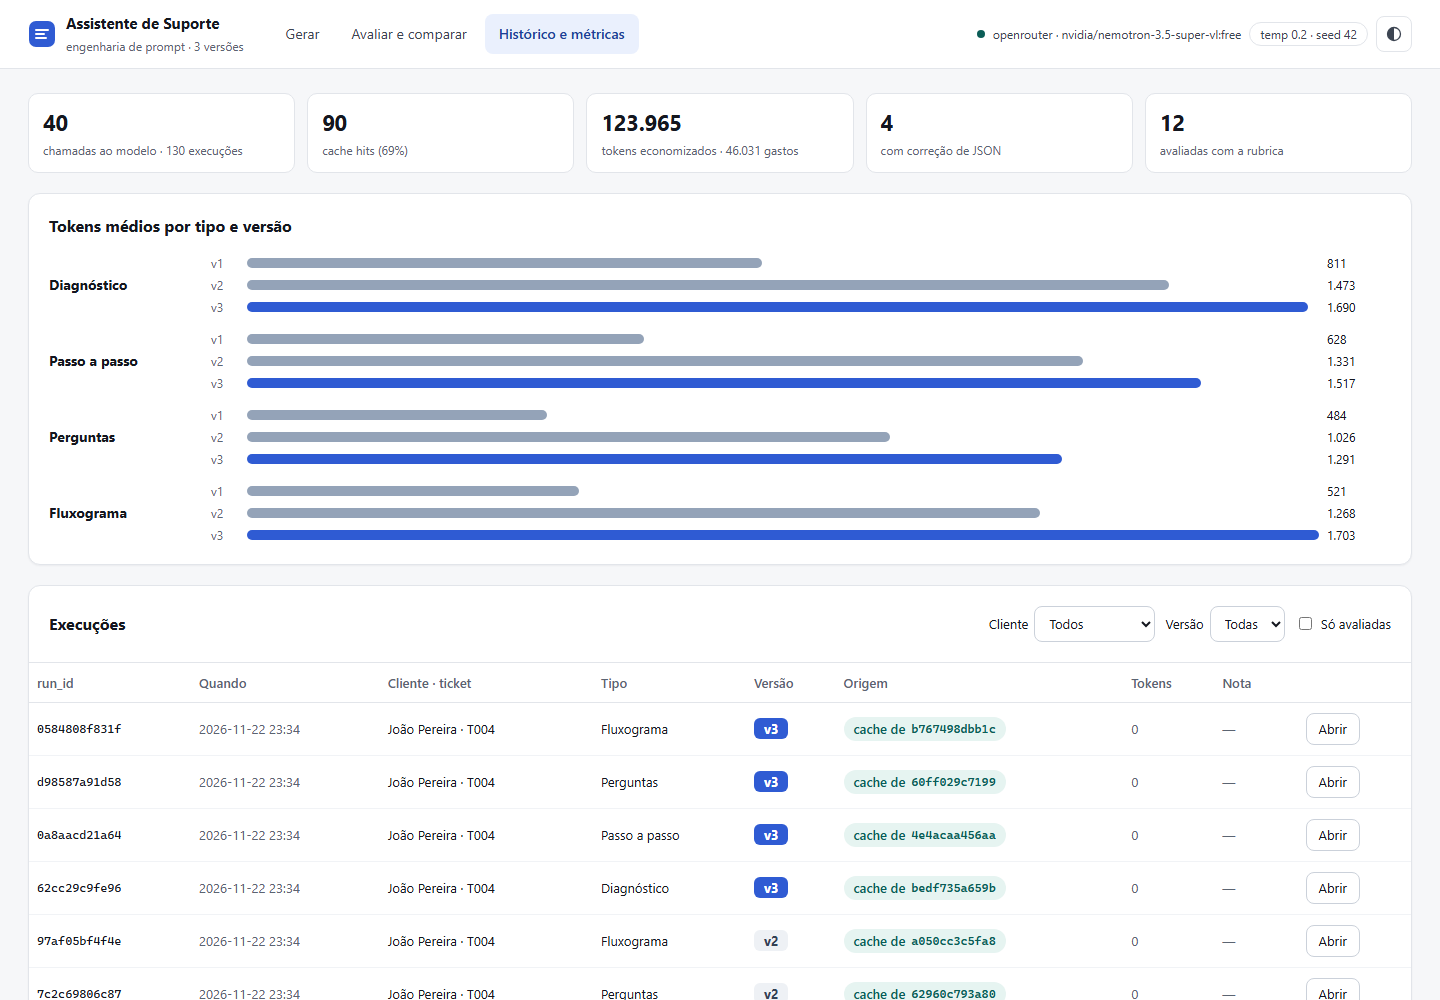 Assistente de Suporte
engenharia de prompt · 3 versões
Gerar
Avaliar e comparar
Histórico e métricas
openrouter · nvidia/nemotron-3.5-super-vl:free
temp 0.2 · seed 42
40
chamadas ao modelo · 130 execuções
90
cache hits (69%)
123.965
tokens economizados · 46.031 gastos
4
com correção de JSON
12
avaliadas com a rubrica
Tokens médios por tipo e versão
Diagnóstico
v1 811
v2 1.473
v3 1.690
Passo a passo
v1 628
v2 1.331
v3 1.517
Perguntas
v1 484
v2 1.026
v3 1.291
Fluxograma
v1 521
v2 1.268
v3 1.703
Execuções
Cliente Todos Versão Todas Só avaliadas
run_id Quando Cliente · ticket Tipo Versão Origem Tokens Nota
0584808f831f 2026-11-22 23:34 João Pereira · T004 Fluxograma v3 cache de b767498dbb1c 0 — Abrir
d98587a91d58 2026-11-22 23:34 João Pereira · T004 Perguntas v3 cache de 60ff029c7199 0 — Abrir
0a8aacd21a64 2026-11-22 23:34 João Pereira · T004 Passo a passo v3 cache de 4e4acaa456aa 0 — Abrir
62cc29c9fe96 2026-11-22 23:34 João Pereira · T004 Diagnóstico v3 cache de bedf735a659b 0 — Abrir
97af05bf4f4e 2026-11-22 23:34 João Pereira · T004 Fluxograma v2 cache de a050cc3c5fa8 0 — Abrir
7c2c69806c87 2026-11-22 23:34 João Pereira · T004 Perguntas v2 cache de 62960c793a80 0 — Abrir